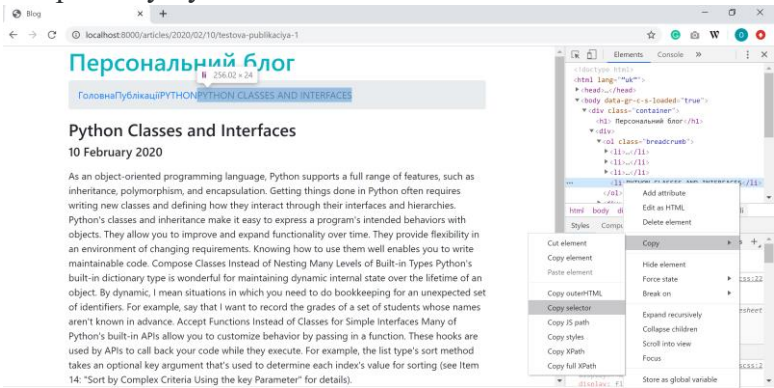 Blog
localhost:8000/articles/2020/02/10/testova-publikaciya-1
Персональний блог
li 256.02 × 24
ГоловнаПублікаціїPYTHONPYTHON CLASSES AND INTERFACES
Python Classes and Interfaces
10 February 2020
As an object-oriented programming language, Python supports a full range of features, such as
inheritance, polymorphism, and encapsulation. Getting things done in Python often requires
writing new classes and defining how they interact through their interfaces and hierarchies.
Python's classes and inheritance make it easy to express a program's intended behaviors with
objects. They allow you to improve and expand functionality over time. They provide flexibility in
an environment of changing requirements. Knowing how to use them well enables you to write
maintainable code. Compose Classes Instead of Nesting Many Levels of Built-in Types Python's
built-in dictionary type is wonderful for maintaining dynamic internal state over the lifetime of an
object. By dynamic, I mean situations in which you need to do bookkeeping for an unexpected set
of identifiers. For example, say that I want to record the grades of a set of students whose names
aren't known in advance. Accept Functions Instead of Classes for Simple Interfaces Many of
Python's built-in APIs allow you to customize behavior by passing in a function. These hooks are
used by APIs to call back your code while they execute. For example, the list type's sort method
takes an optional key argument that's used to determine each index's value for sorting (see Item
14: "Sort by Complex Criteria Using the key Parameter" for details).
Elements Console »
<!doctype html>
<html lang="“uk”">
<head>…</head>
<body data-gr-c-s-loaded="true">
<div class="container">
<h1> Персональний блог</h1>
<div>
<ol class="breadcrumb">
<li>…</li>
<li>…</li>
<li>…</li>
<li> PYTHON CLASSES AND INTERFACES</li>
</ol>
html body
Styles
Add attribute
Edit as HTML
Delete element
Copy
Hide element
Force state
Break on
Expand recursively
Collapse children
Scroll into view
Focus
Store as global variable
Cut element
Copy element
Paste element
Copy outerHTML
Copy selector
Copy JS path
Copy styles
Copy XPath
Copy full XPath